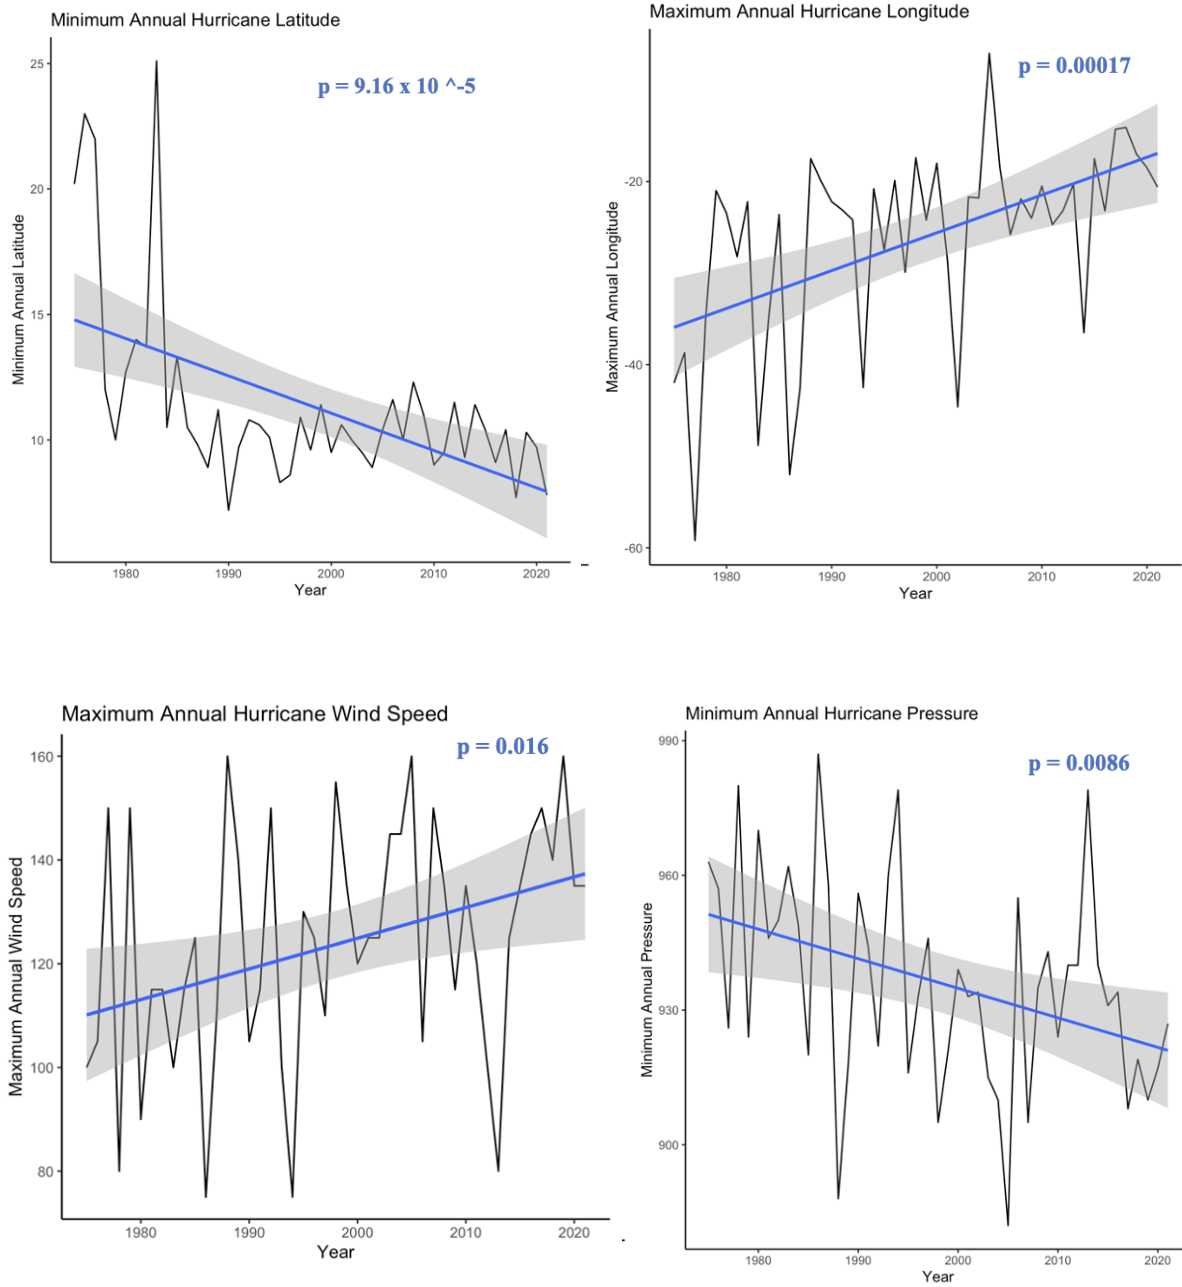 Minimum Annual Hurricane Latitude
p = 9.16 x 10 ^-5
25
20
15
10
Minimum Annual Latitude
1980 1990 2000 2010 2020
Year
Maximum Annual Hurricane Longitude
p = 0.00017
-20
-40
-60
Maximum Annual Longitude
1980 1990 2000 2010 2020
Year
Maximum Annual Hurricane Wind Speed
p = 0.016
160
140
120
100
80
Maximum Annual Wind Speed
1980 1990 2000 2010 2020
Year
Minimum Annual Hurricane Pressure
p = 0.0086
990
960
930
900
Minimum Annual Pressure
1980 1990 2000 2010 2020
Year